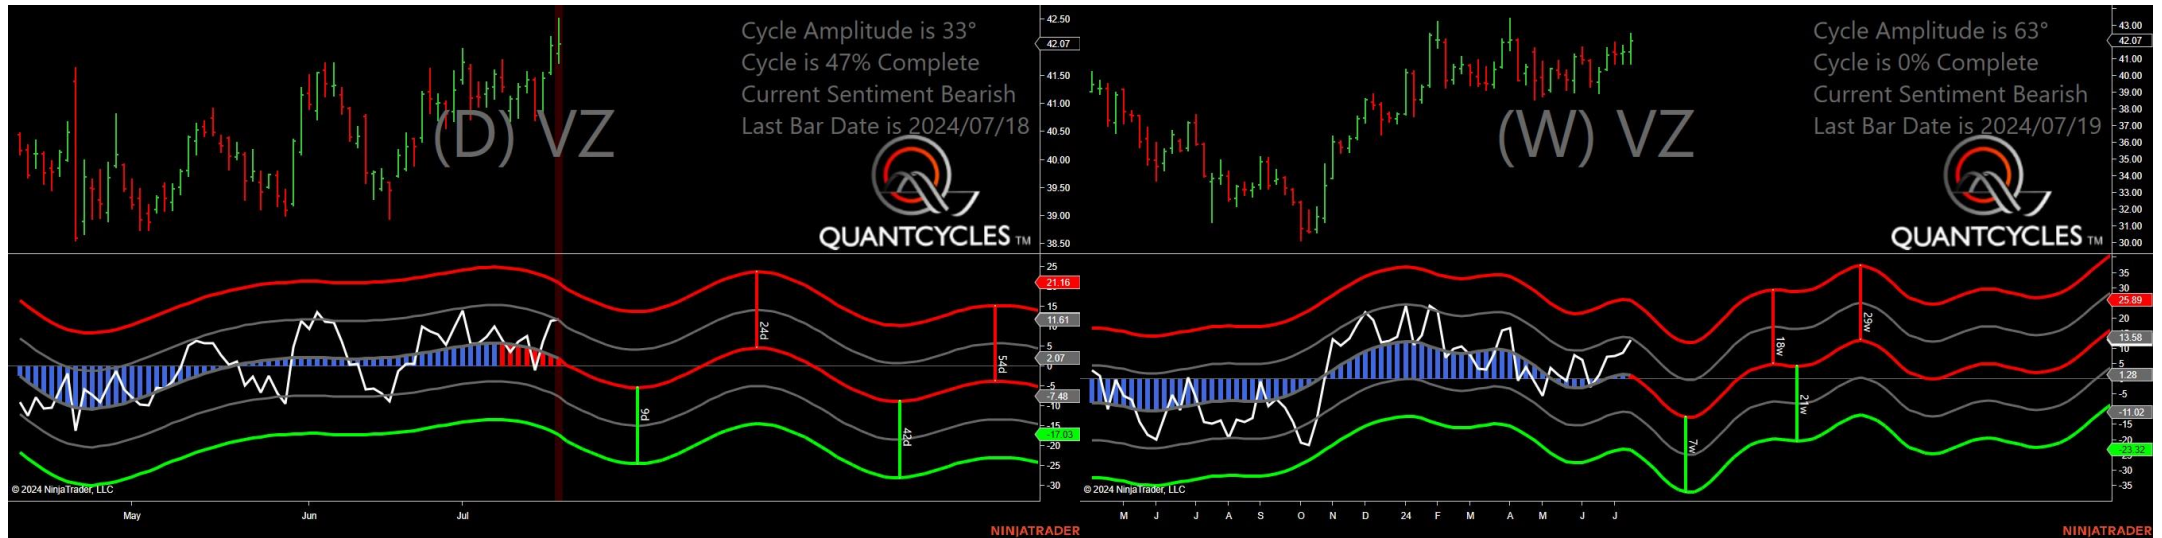 Cycle Amplitude is 33°
Cycle is 47% Complete
Current Sentiment Bearish
Last Bar Date is 2024/07/18
(D) VZ
QUANTCYCLES TM
42.50
42.07
41.50
41.00
40.50
40.00
39.50
39.00
38.50
25
21.16
15
11.61
10
5
2.07
0
-5
-7.48
-10
-15
-17.03
-20
-25
-30
9d
24d
42d
54d
© 2024 NinjaTrader, LLC
May
Jun
Jul
NINJATRADER
Cycle Amplitude is 63°
Cycle is 0% Complete
Current Sentiment Bearish
Last Bar Date is 2024/07/19
(W) VZ
QUANTCYCLES TM
43.00
42.07
41.00
40.00
39.00
38.00
37.00
36.00
35.00
34.00
33.00
32.00
31.00
30.00
35
30
25.89
20
13.58
10
5
1.28
-5
-11.02
-15
-20
-23.32
-30
-35
7w
18w
21w
29w
© 2024 NinjaTrader, LLC
M
J
J
A
S
O
N
D
24
F
M
A
M
J
J
NINJATRADER